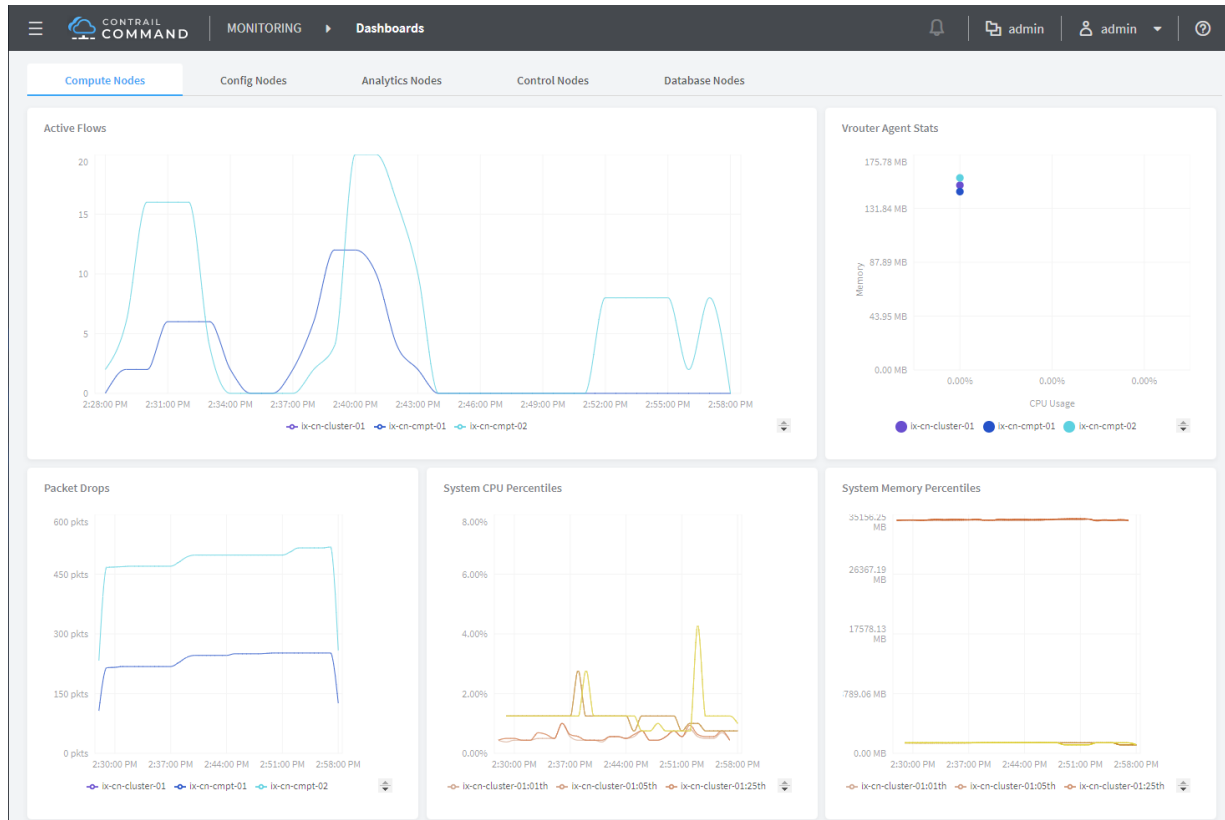 CONTRAIL
COMMAND
MONITORING
Dashboards
admin
admin
Compute Nodes
Config Nodes
Analytics Nodes
Control Nodes
Database Nodes
Active Flows
20
15
10
5
0
2:28:00 PM 2:31:00 PM 2:34:00 PM 2:37:00 PM 2:40:00 PM 2:43:00 PM 2:46:00 PM 2:49:00 PM 2:52:00 PM 2:55:00 PM 2:58:00 PM
ix-cn-cluster-01 ix-cn-cmpt-01 ix-cn-cmpt-02
Vrouter Agent Stats
175.78 MB
131.84 MB
87.89 MB
43.95 MB
0.00 MB
Memory
0.00% 0.00% 0.00%
CPU Usage
ix-cn-cluster-01 ix-cn-cmpt-01 ix-cn-cmpt-02
Packet Drops
600 pkts
450 pkts
300 pkts
150 pkts
0 pkts
2:30:00 PM 2:37:00 PM 2:44:00 PM 2:51:00 PM 2:58:00 PM
ix-cn-cluster-01 ix-cn-cmpt-01 ix-cn-cmpt-02
System CPU Percentiles
8.00%
6.00%
4.00%
2.00%
0.00%
2:30:00 PM 2:37:00 PM 2:44:00 PM 2:51:00 PM 2:58:00 PM
ix-cn-cluster-01:01th ix-cn-cluster-01:05th ix-cn-cluster-01:25th
System Memory Percentiles
35156.25
MB
26367.19
MB
17578.13
MB
789.06 MB
0.00 MB
2:30:00 PM 2:37:00 PM 2:44:00 PM 2:51:00 PM 2:58:00 PM
ix-cn-cluster-01:01th ix-cn-cluster-01:05th ix-cn-cluster-01:25th